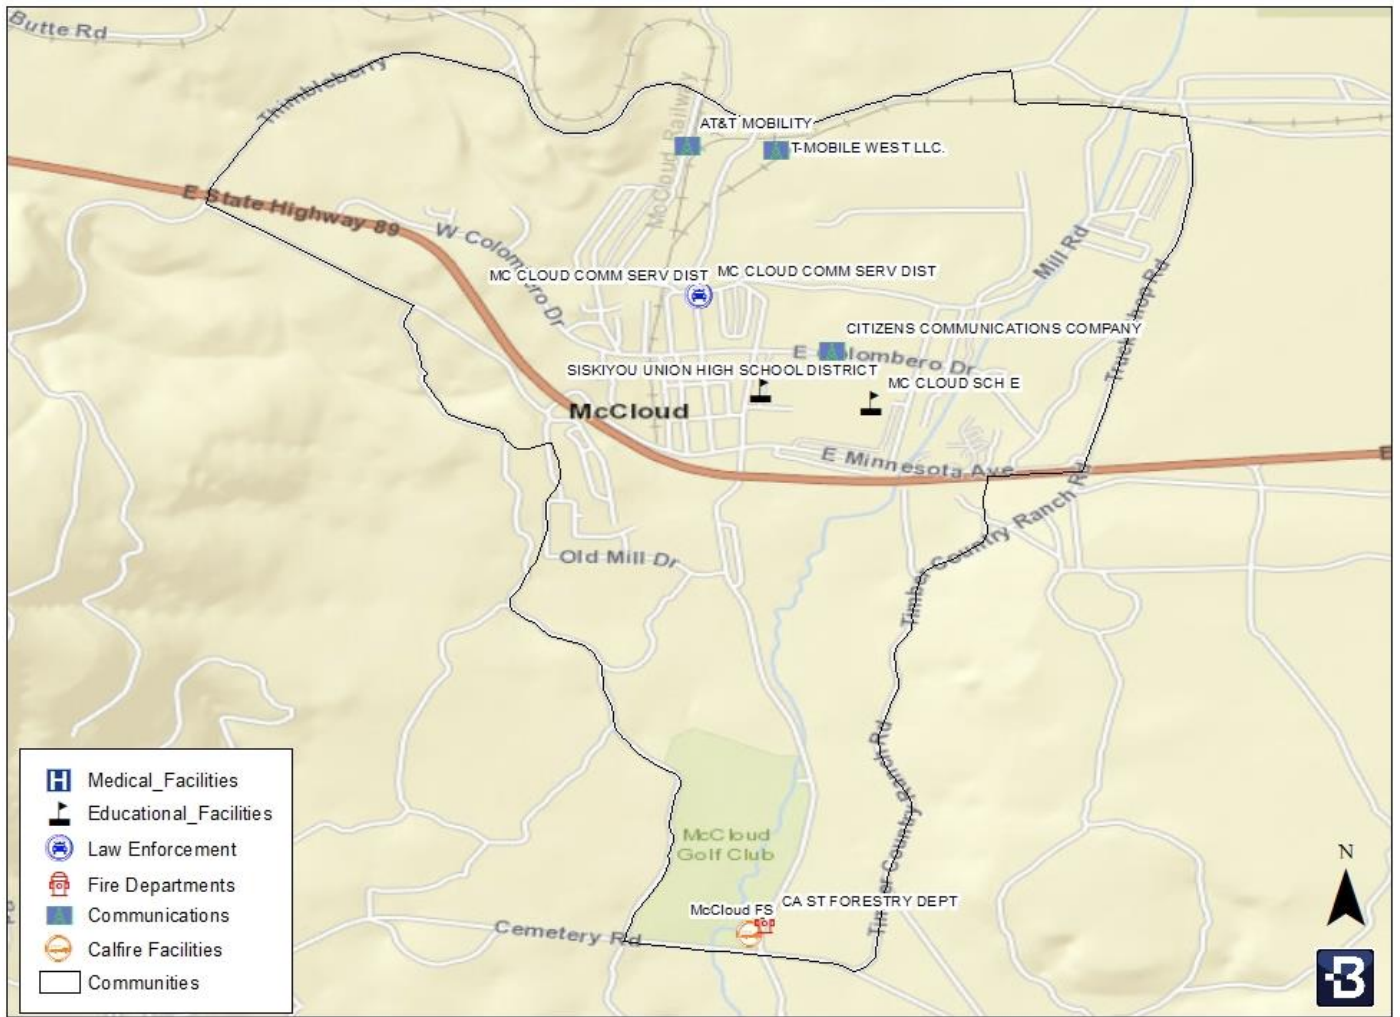 Butte Rd
Thimbleberry
McCloud Railway
AT&T MOBILITY
T-MOBILE WEST LLC.
E State Highway 89
W Colombero Dr
Mill Rd
Truckshop Rd
MC CLOUD COMM SERV DIST
MC CLOUD COMM SERV DIST
CITIZENS COMMUNICATIONS COMPANY
E Colombero Dr
SISKIYOU UNION HIGH SCHOOL DISTRICT
MC CLOUD SCH E
McCloud
E Minnesota Ave
E
Timber Country Ranch Rd
Old Mill Dr
Timber Country Ranch Rd
McCloud
Golf Club
McCloud FS
CA ST FORESTRY DEPT
Cemetery Rd
Medical_Facilities
Educational_Facilities
Law Enforcement
Fire Departments
Communications
Calfire Facilities
Communities
H
N
B